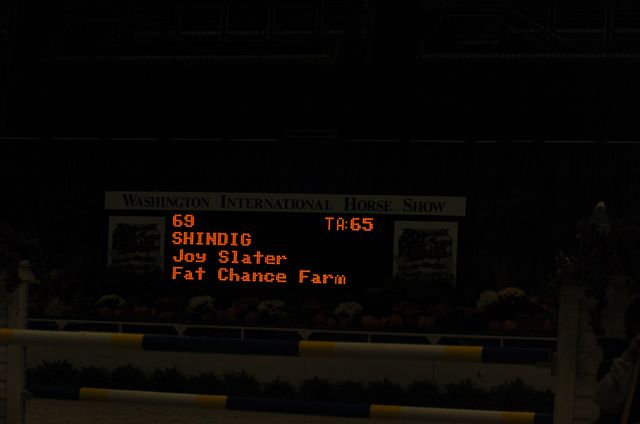 WASHINGTON INTERNATIONAL HORSE SHOW
69 TA:65
SHINDIG
Joy Slater
Fat Chance Farm